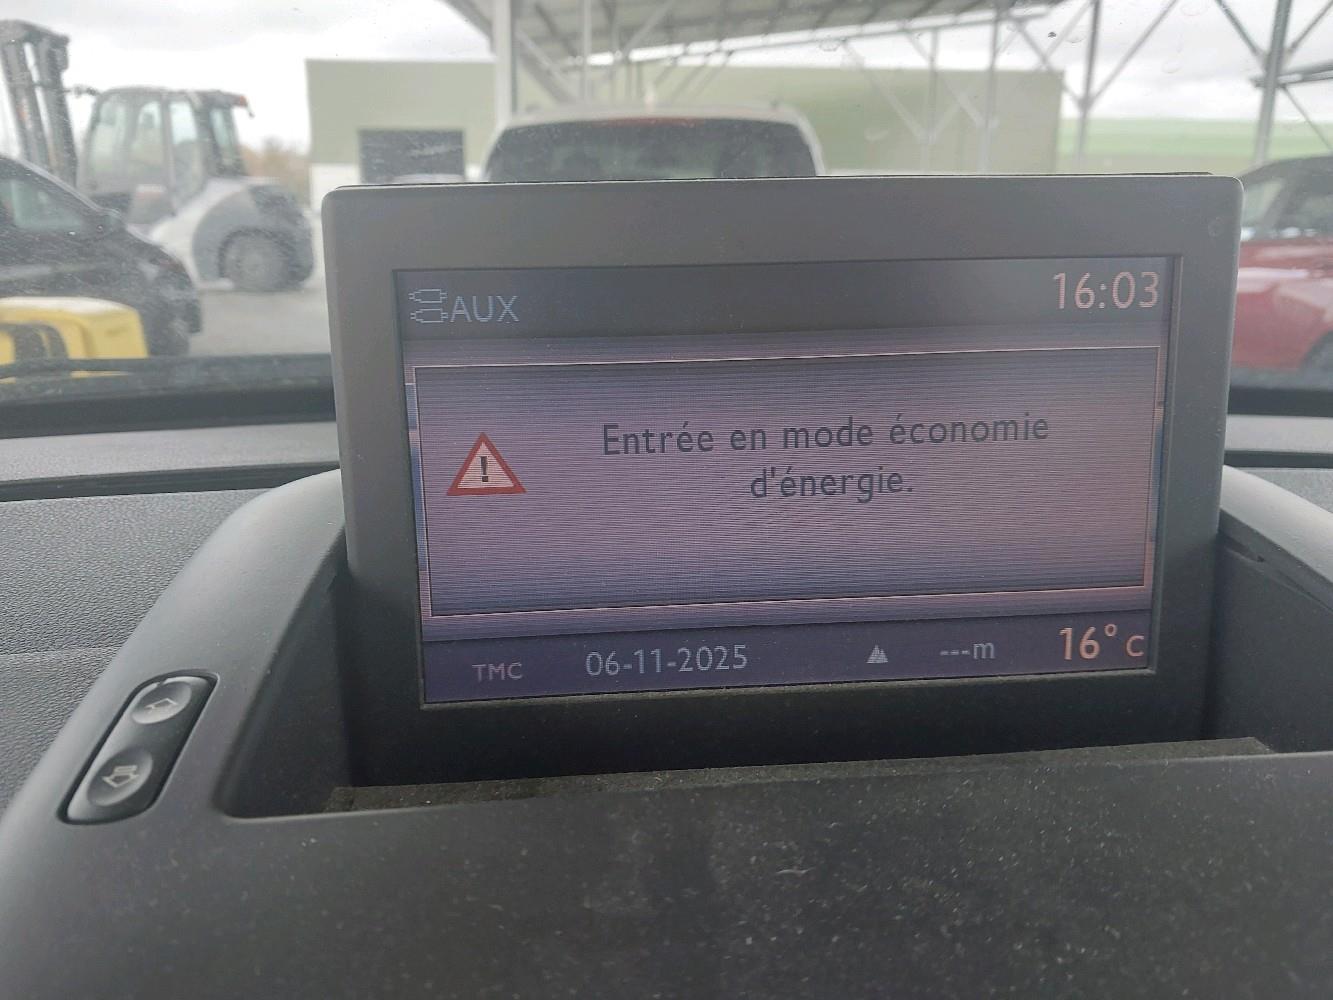 AUX
16:03
Entrée en mode économie
d'énergie.
TMC 06-11-2025 ---m 16°C